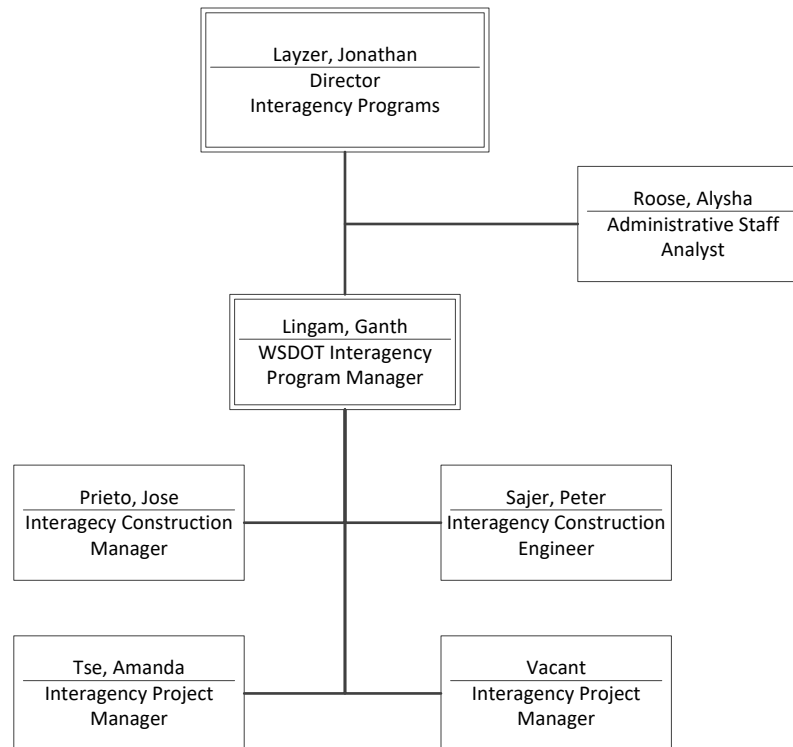 Layzer, Jonathan
Director
Interagency Programs
Roose, Alysha
Administrative Staff
Analyst
Lingam, Ganth
WSDOT Interagency
Program Manager
Prieto, Jose
Interagecy Construction
Manager
Sajer, Peter
Interagency Construction
Engineer
Tse, Amanda
Interagency Project
Manager
Vacant
Interagency Project
Manager